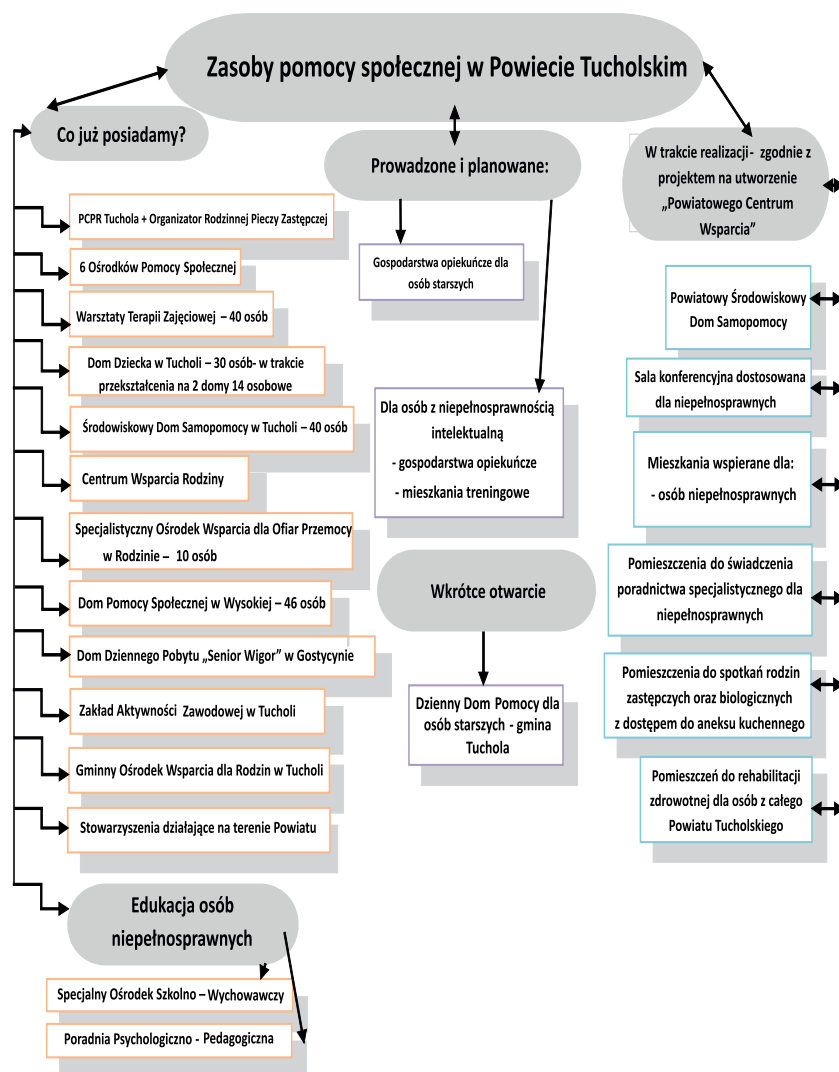 Zasoby pomocy społecznej w Powiecie Tucholskim
Co już posiadamy?
PCPR Tuchola + Organizator Rodzinnej Pieczy Zastępczej
6 Ośrodków Pomocy Społecznej
Warsztaty Terapii Zajęciowej – 40 osób
Dom Dziecka w Tucholi – 30 osób- w trakcie
przekształcenia na 2 domy 14 osobowe
Środowiskowy Dom Samopomocy w Tucholi – 40 osób
Centrum Wsparcia Rodziny
Specjalistyczny Ośrodek Wsparcia dla Ofiar Przemocy
w Rodzinie – 10 osób
Dom Pomocy Społecznej w Wysokiej – 46 osób
Dom Dziennego Pobytu „Senior Wigor” w Gostycynie
Zakład Aktywności Zawodowej w Tucholi
Gminny Ośrodek Wsparcia dla Rodzin w Tucholi
Stowarzyszenia działające na terenie Powiatu
Edukacja osób
niepełnosprawnych
Specjalny Ośrodek Szkolno – Wychowawczy
Poradnia Psychologiczno - Pedagogiczna
Prowadzone i planowane:
Gospodarstwa opiekuńcze dla
osób starszych
Dla osób z niepełnosprawnością
intelektualną
- gospodarstwa opiekuńcze
- mieszkania treningowe
Wkrótce otwarcie
Dzienny Dom Pomocy dla
osób starszych - gmina
Tuchola
W trakcie realizacji - zgodnie z
projektem na utworzenie
„Powiatowego Centrum
Wsparcia”
Powiatowy Środowiskowy
Dom Samopomocy
Sala konferencyjna dostosowana
dla niepełnosprawnych
Mieszkania wspierane dla:
- osób niepełnosprawnych
Pomieszczenia do świadczenia
poradnictwa specjalistycznego dla
niepełnosprawnych
Pomieszczenia do spotkań rodzin
zastępczych oraz biologicznych
z dostępem do aneksu kuchennego
Pomieszczeń do rehabilitacji
zdrowotnej dla osób z całego
Powiatu Tucholskiego